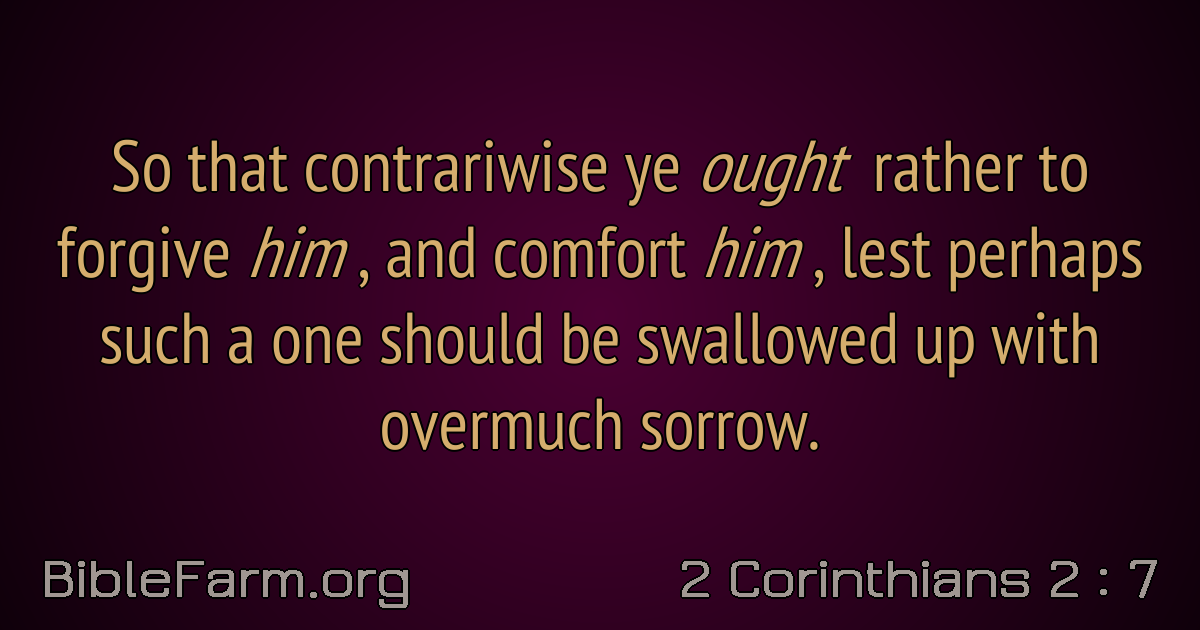 So that contrariwise ye ought rather to
forgive him , and comfort him , lest perhaps
such a one should be swallowed up with
overmuch sorrow.
BibleFarm.org
2 Corinthians 2 : 7